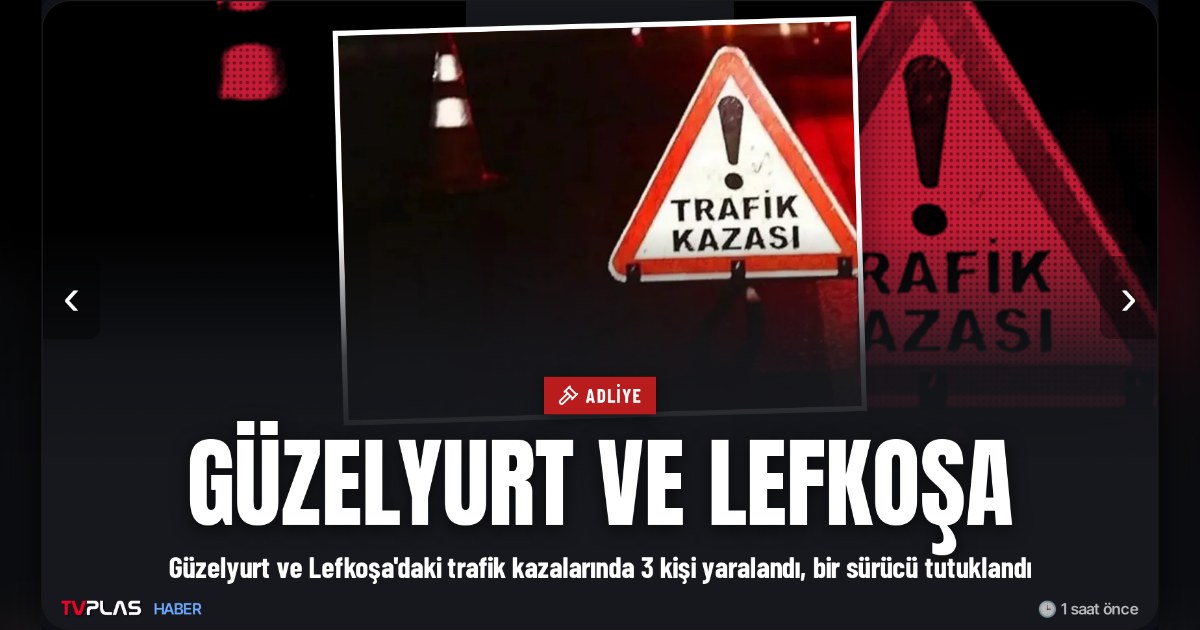 TRAFİK
KAZASI
RAFİK
AZASI
ADLİYE
GÜZELYURT VE LEFKOŞA
Güzelyurt ve Lefkoşa'daki trafik kazalarında 3 kişi yaralandı, bir sürücü tutuklandı
TVPLAS HABER
1 saat önce